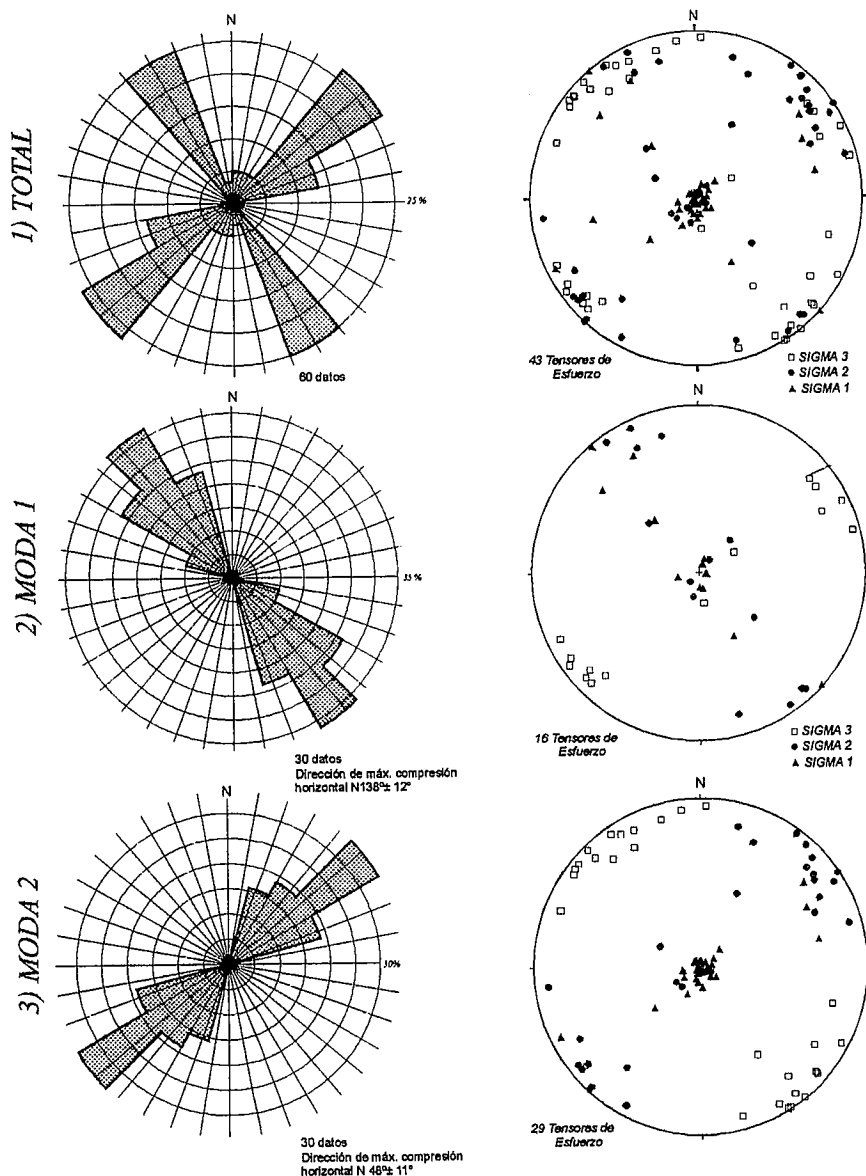 N
N
1) TOTAL
25 %
60 datos
43 Tensores de
Esfuerzo
SIGMA 3
SIGMA 2
SIGMA 1
N
N
2) MODA 1
35 %
30 datos
Dirección de máx. compresión
horizontal N138º± 12°
16 Tensores de
Esfuerzo
SIGMA 3
SIGMA 2
SIGMA 1
N
N
3) MODA 2
30%
30 datos
Dirección de máx. compresión
horizontal N 48º± 11°
29 Tensores de
Esfuerzo